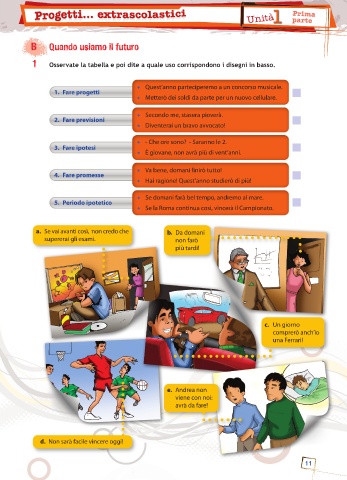 Progetti... extrascolastici
Unità 1
Prima
parte
B Quando usiamo il futuro
1 Osservate la tabella e poi dite a quale uso corrispondono i disegni in basso.
1. Fare progetti
• Quest'anno parteciperemo a un concorso musicale.
• Metterò dei soldi da parte per un nuovo cellulare.
2. Fare previsioni
• Secondo me, stasera pioverà.
• Diventerai un bravo avvocato!
3. Fare ipotesi
• - Che ore sono? - Saranno le 2.
• È giovane, non avrà più di vent'anni.
4. Fare promesse
• Va bene, domani finirò tutto!
• Hai ragione! Quest'anno studierò di più!
5. Periodo ipotetico
• Se domani farà bel tempo, andremo al mare.
• Se la Roma continua così, vincerà il Campionato.
a. Se vai avanti così, non credo che
supererai gli esami.
b. Da domani
non farò
più tardi!
c. Un giorno
comprerò anch'io
una Ferrari!
e. Andrea non
viene con noi:
avrà da fare!
d. Non sarà facile vincere oggi!
11